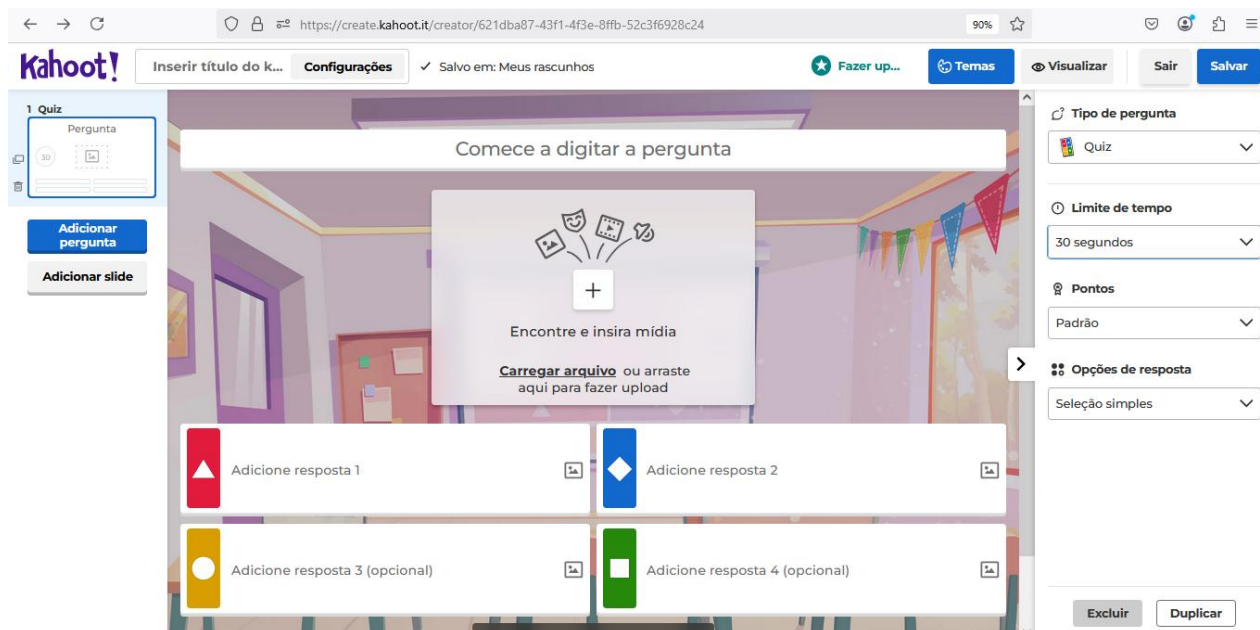 https://create.kahoot.it/creator/621dba87-43f1-4f3e-8ffb-52c3f6928c24
90%
Kahoot!
Inserir título do k...
Configurações
Salvo em: Meus rascunhos
Fazer up...
Temas
Visualizar
Sair
Salvar
1 Quiz
Pergunta
30
Adicionar
pergunta
Adicionar slide
Comece a digitar a pergunta
Encontre e insira mídia
Carregar arquivo ou arraste
aqui para fazer upload
Adicione resposta 1
Adicione resposta 2
Adicione resposta 3 (opcional)
Adicione resposta 4 (opcional)
Tipo de pergunta
Quiz
Limite de tempo
30 segundos
Pontos
Padrão
Opções de resposta
Seleção simples
Excluir
Duplicar